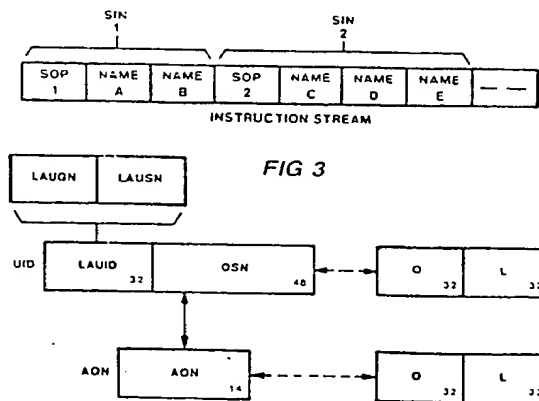 SIN 1 SIN 2
SOP 1 NAME A NAME B SOP 2 NAME C NAME D NAME E — —
INSTRUCTION STREAM
FIG 3
LAUGN LAUSN
UID LAUID 32 OSN 48 O 32 L 32
AON AON 14 O 32 L 32